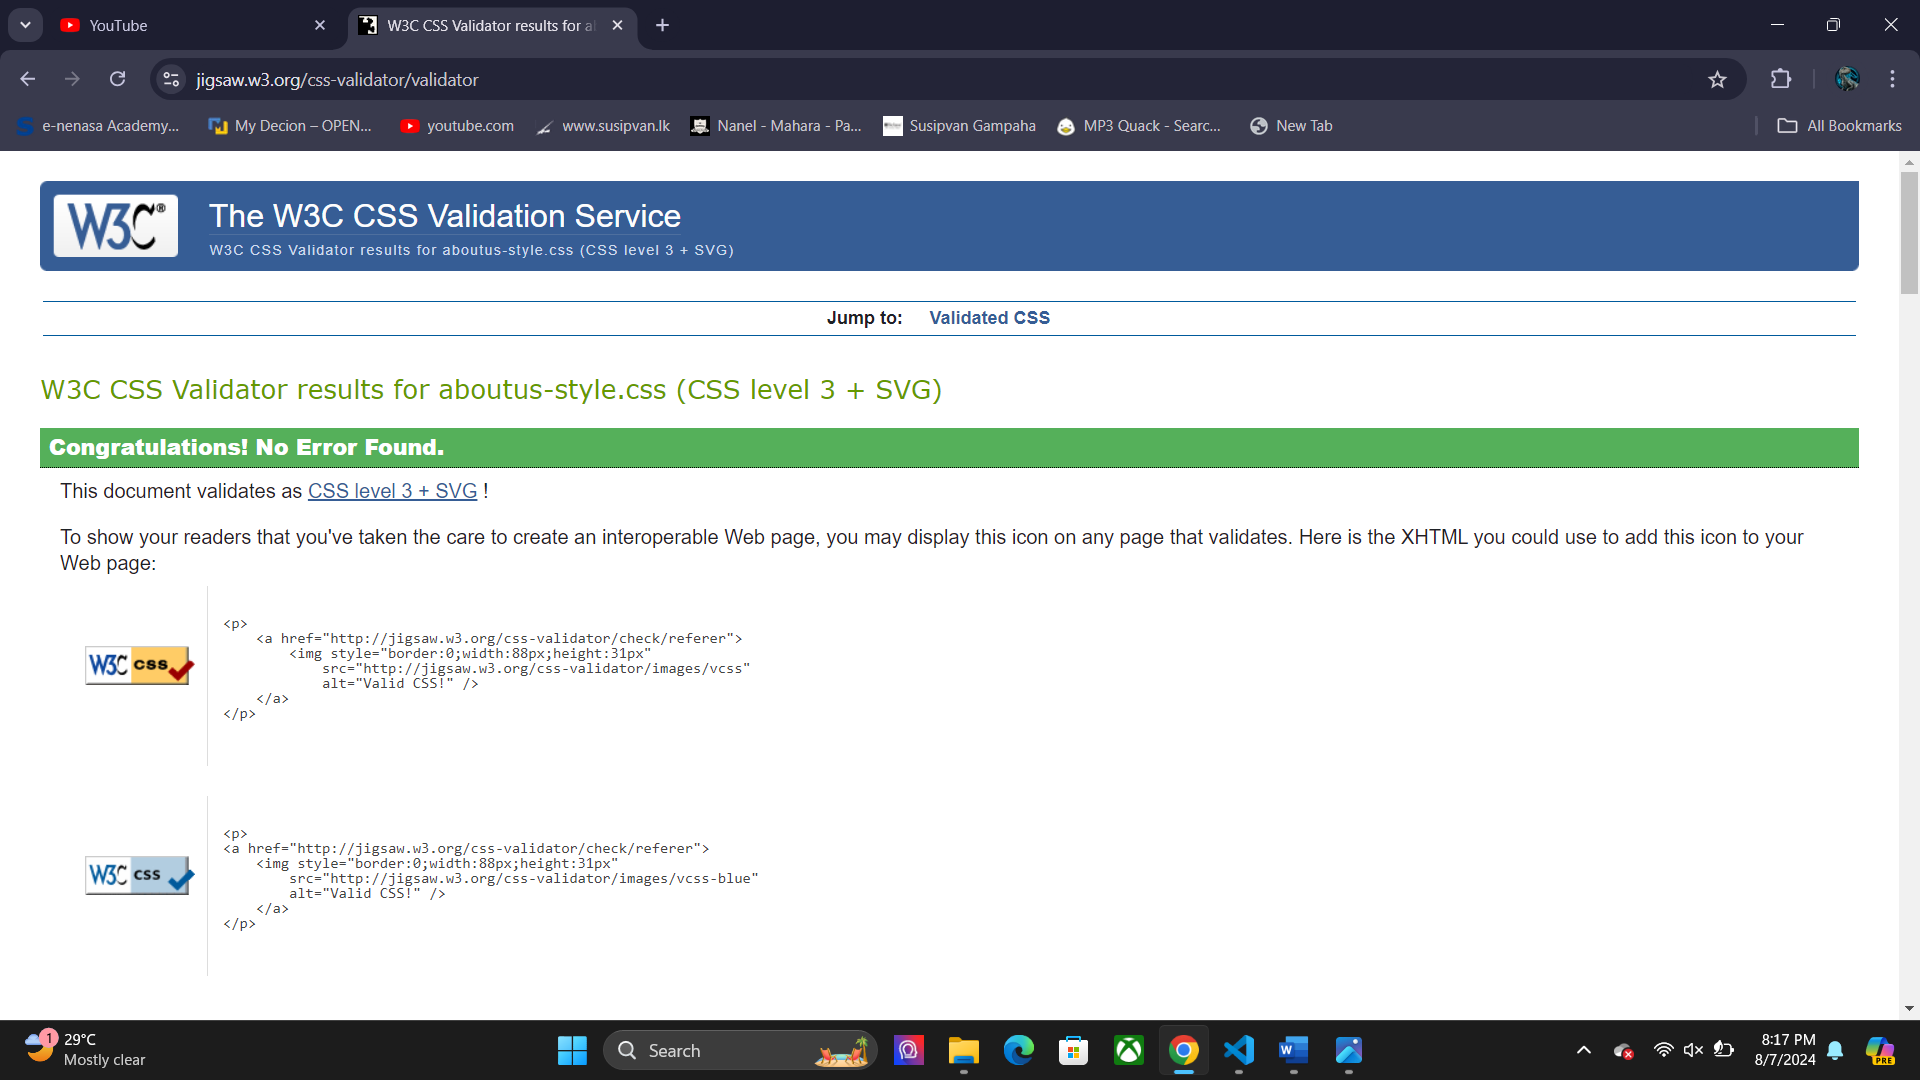 YouTube
W3C CSS Validator results for a
jigsaw.w3.org/css-validator/validator
e-nenasa Academy...
My Decion – OPEN...
youtube.com
www.susipvan.lk
Nanel - Mahara - Pa...
Susipvan Gampaha
MP3 Quack - Searc...
New Tab
All Bookmarks
W3C®
The W3C CSS Validation Service
W3C CSS Validator results for aboutus-style.css (CSS level 3 + SVG)
Jump to: Validated CSS
W3C CSS Validator results for aboutus-style.css (CSS level 3 + SVG)
Congratulations! No Error Found.
This document validates as CSS level 3 + SVG !
To show your readers that you've taken the care to create an interoperable Web page, you may display this icon on any page that validates. Here is the XHTML you could use to add this icon to your
Web page:
W3C css
<p>
<a href="http://jigsaw.w3.org/css-validator/check/referer">
<img style="border:0;width:88px;height:31px"
src="http://jigsaw.w3.org/css-validator/images/vcss"
alt="Valid CSS!" />
</a>
</p>
W3C css
<p>
<a href="http://jigsaw.w3.org/css-validator/check/referer">
<img style="border:0;width:88px;height:31px"
src="http://jigsaw.w3.org/css-validator/images/vcss-blue"
alt="Valid CSS!" />
</a>
</p>
1
29°C
Mostly clear
Search
W
8:17 PM
8/7/2024
PRE